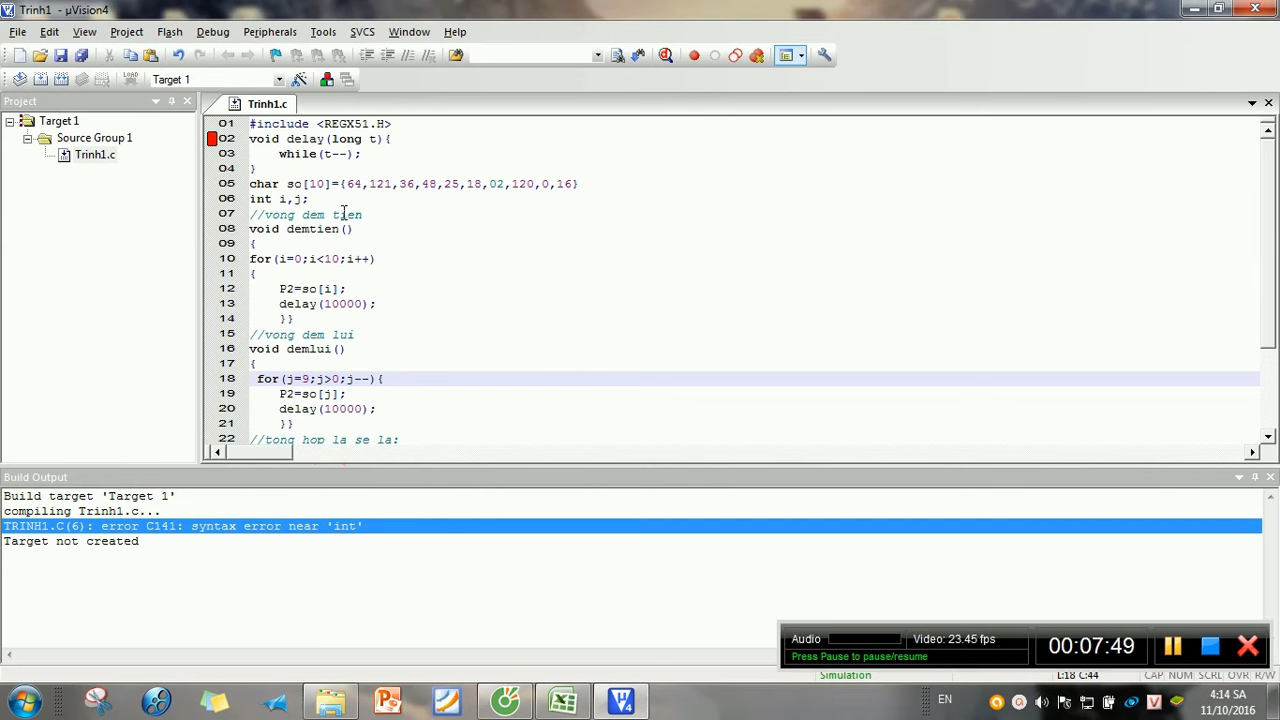 Trinh1 - µVision4
File Edit View Project Flash Debug Peripherals Tools SVCS Window Help
LOAD Target 1
Project
Trinh1.c
Target 1
Source Group 1
Trinh1.c
01 #include <REGX51.H>
02 void delay(long t){
03 while(t--);
04 }
05 char so[10]={64,121,36,48,25,18,02,120,0,16}
06 int i,j;
07 //vong dem tien
08 void demtien()
09 {
10 for(i=0;i<10;i++)
11 {
12 P2=so[i];
13 delay(10000);
14 }}
15 //vong dem lui
16 void demlui()
17 {
18 for(j=9;j>0;j--){
19 P2=so[j];
20 delay(10000);
21 }}
22 //tong hop la se la:
Build Output
Build target 'Target 1'
compiling Trinh1.c...
TRINH1.C(6): error C141: syntax error near 'int'
Target not created
Audio Video: 23.45 fps
Press Pause to pause/resume
00:07:49
Simulation L:18 C:44 CAP NUM SCRL OVR R/W
EN 4:14 SA
11/10/2016